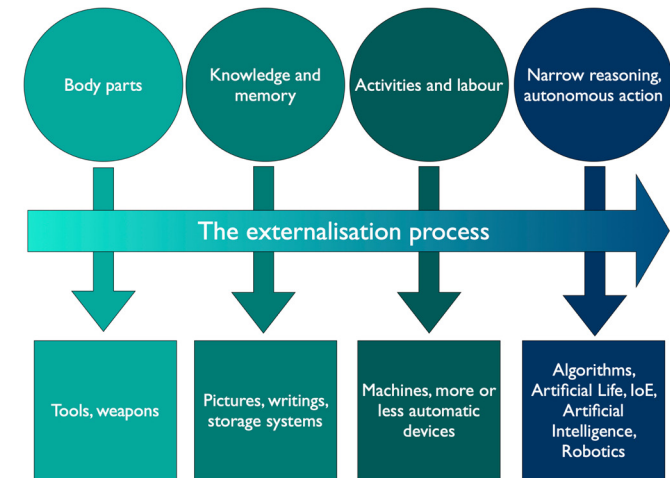 Body parts
Knowledge and
memory
Activities and labour
Narrow reasoning,
autonomous action
The externalisation process
Tools, weapons
Pictures, writings,
storage systems
Machines, more or
less automatic
devices
Algorithms,
Artificial Life, IoE,
Artificial
Intelligence,
Robotics